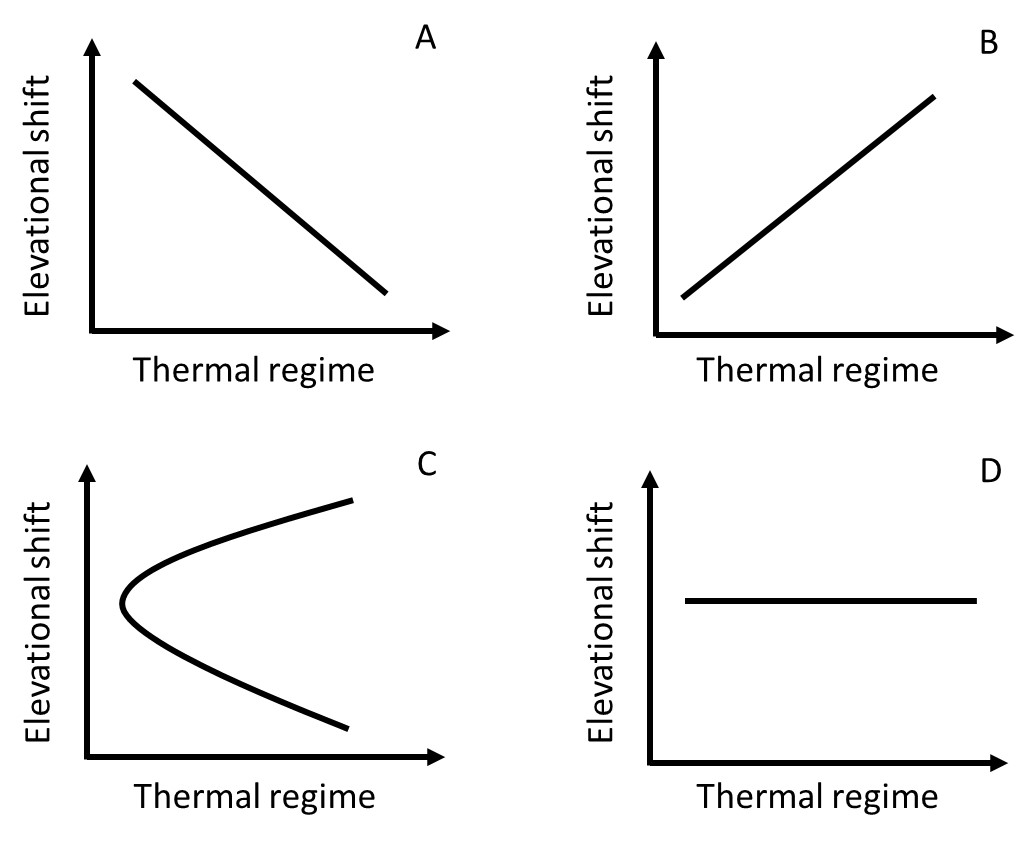 A
Elevational shift
Thermal regime
B
Elevational shift
Thermal regime
C
Elevational shift
Thermal regime
D
Elevational shift
Thermal regime